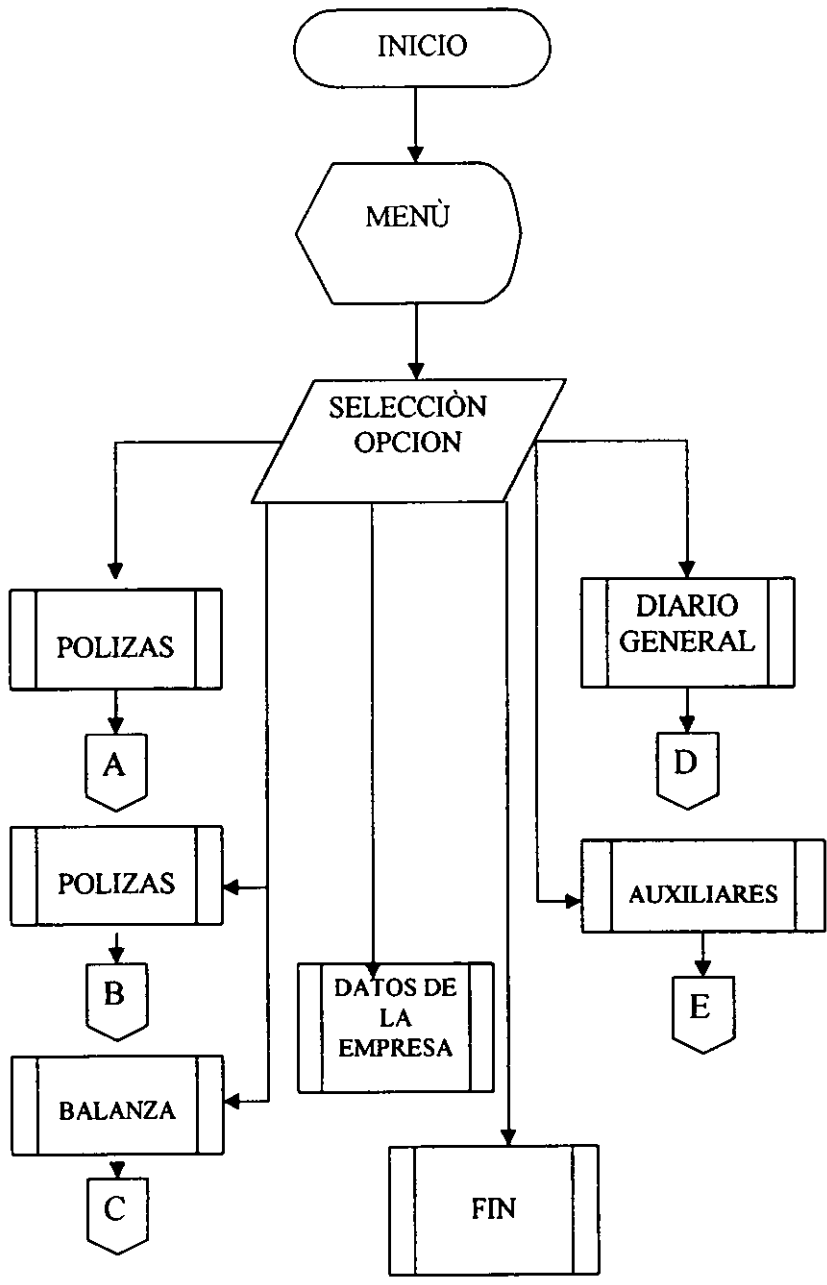 INICIO
MENÙ
SELECCIÒN
OPCION
POLIZAS
DIARIO
GENERAL
A
D
POLIZAS
AUXILIARES
B
DATOS DE
LA
EMPRESA
E
BALANZA
C
FIN